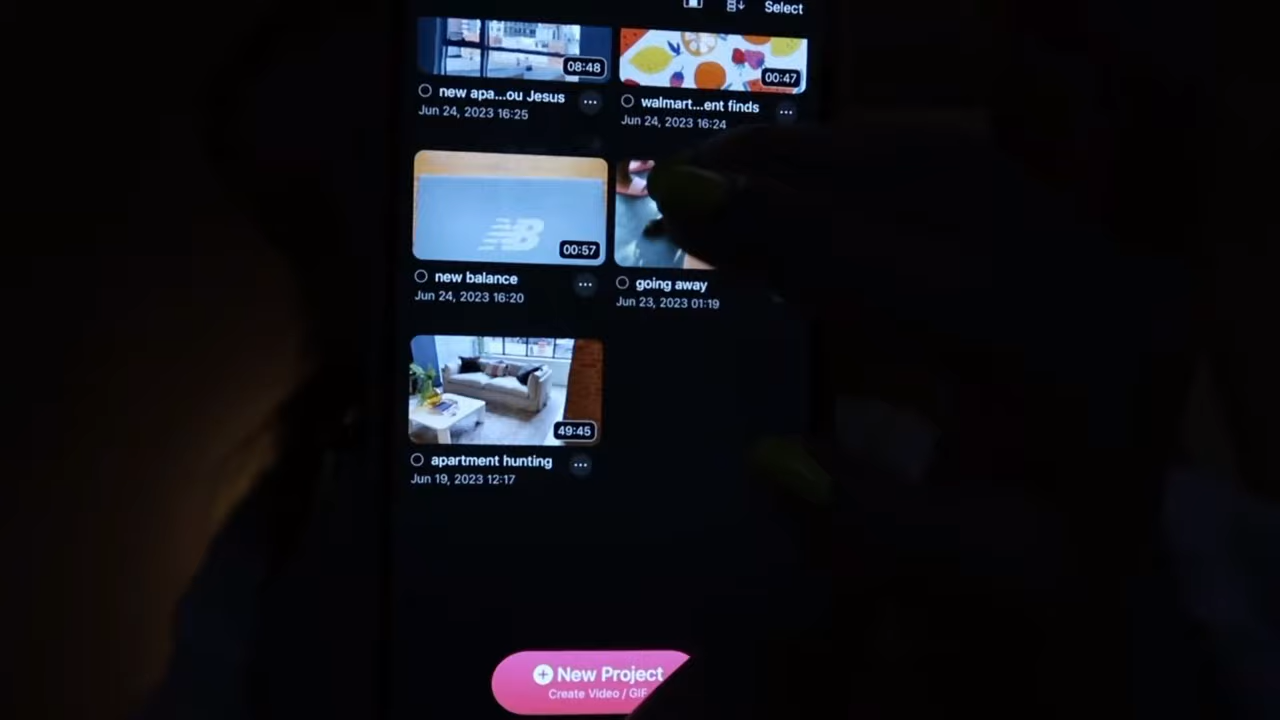 Select
08:48
00:47
new apa...ou Jesus
walmart...ent finds
Jun 24, 2023 16:25
Jun 24, 2023 16:24
NB
00:57
new balance
going away
Jun 24, 2023 16:20
Jun 23, 2023 01:19
49:45
apartment hunting
Jun 19, 2023 12:17
New Project
Create Video / GIF